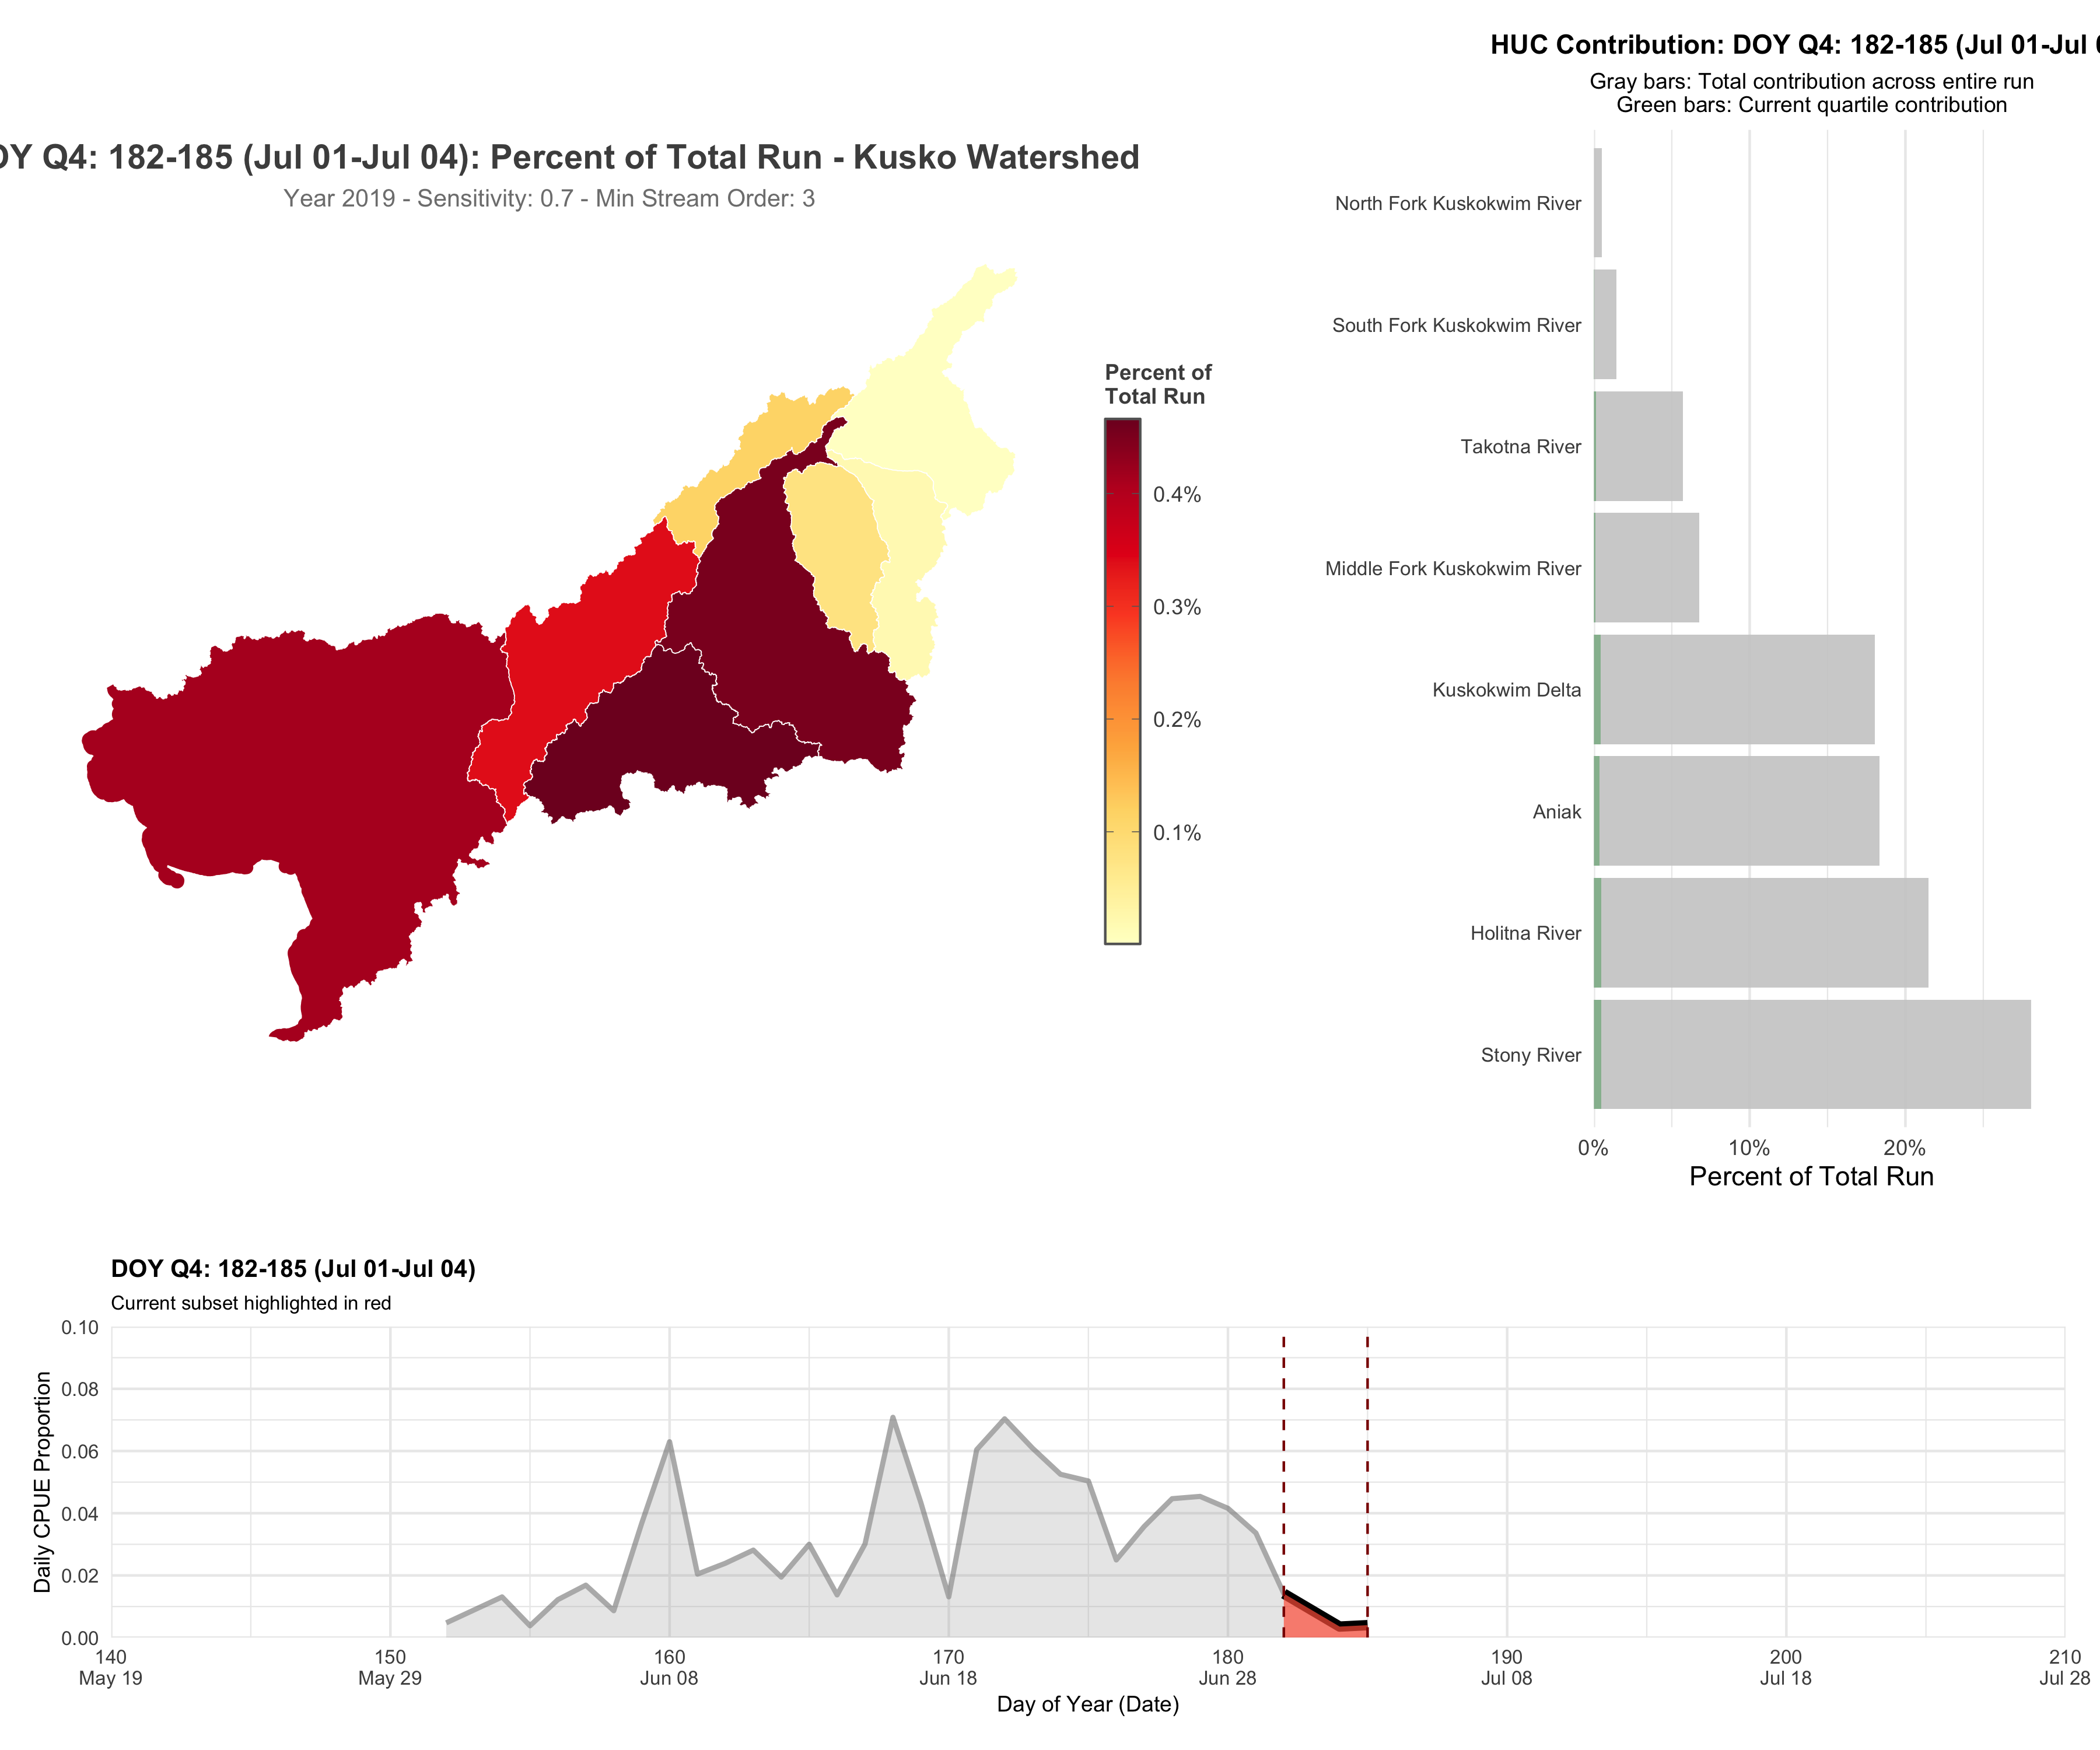 OY Q4: 182-185 (Jul 01-Jul 04): Percent of Total Run - Kusko Watershed
Year 2019 - Sensitivity: 0.7 - Min Stream Order: 3
Percent of
Total Run
0.4%
0.3%
0.2%
0.1%
HUC Contribution: DOY Q4: 182-185 (Jul 01-Jul 0
Gray bars: Total contribution across entire run
Green bars: Current quartile contribution
North Fork Kuskokwim River
South Fork Kuskokwim River
Takotna River
Middle Fork Kuskokwim River
Kuskokwim Delta
Aniak
Holitna River
Stony River
0%
10%
20%
Percent of Total Run
DOY Q4: 182-185 (Jul 01-Jul 04)
Current subset highlighted in red
Daily CPUE Proportion
0.10
0.08
0.06
0.04
0.02
0.00
140
May 19
150
May 29
160
Jun 08
170
Jun 18
180
Jun 28
190
Jul 08
200
Jul 18
210
Jul 28
Day of Year (Date)